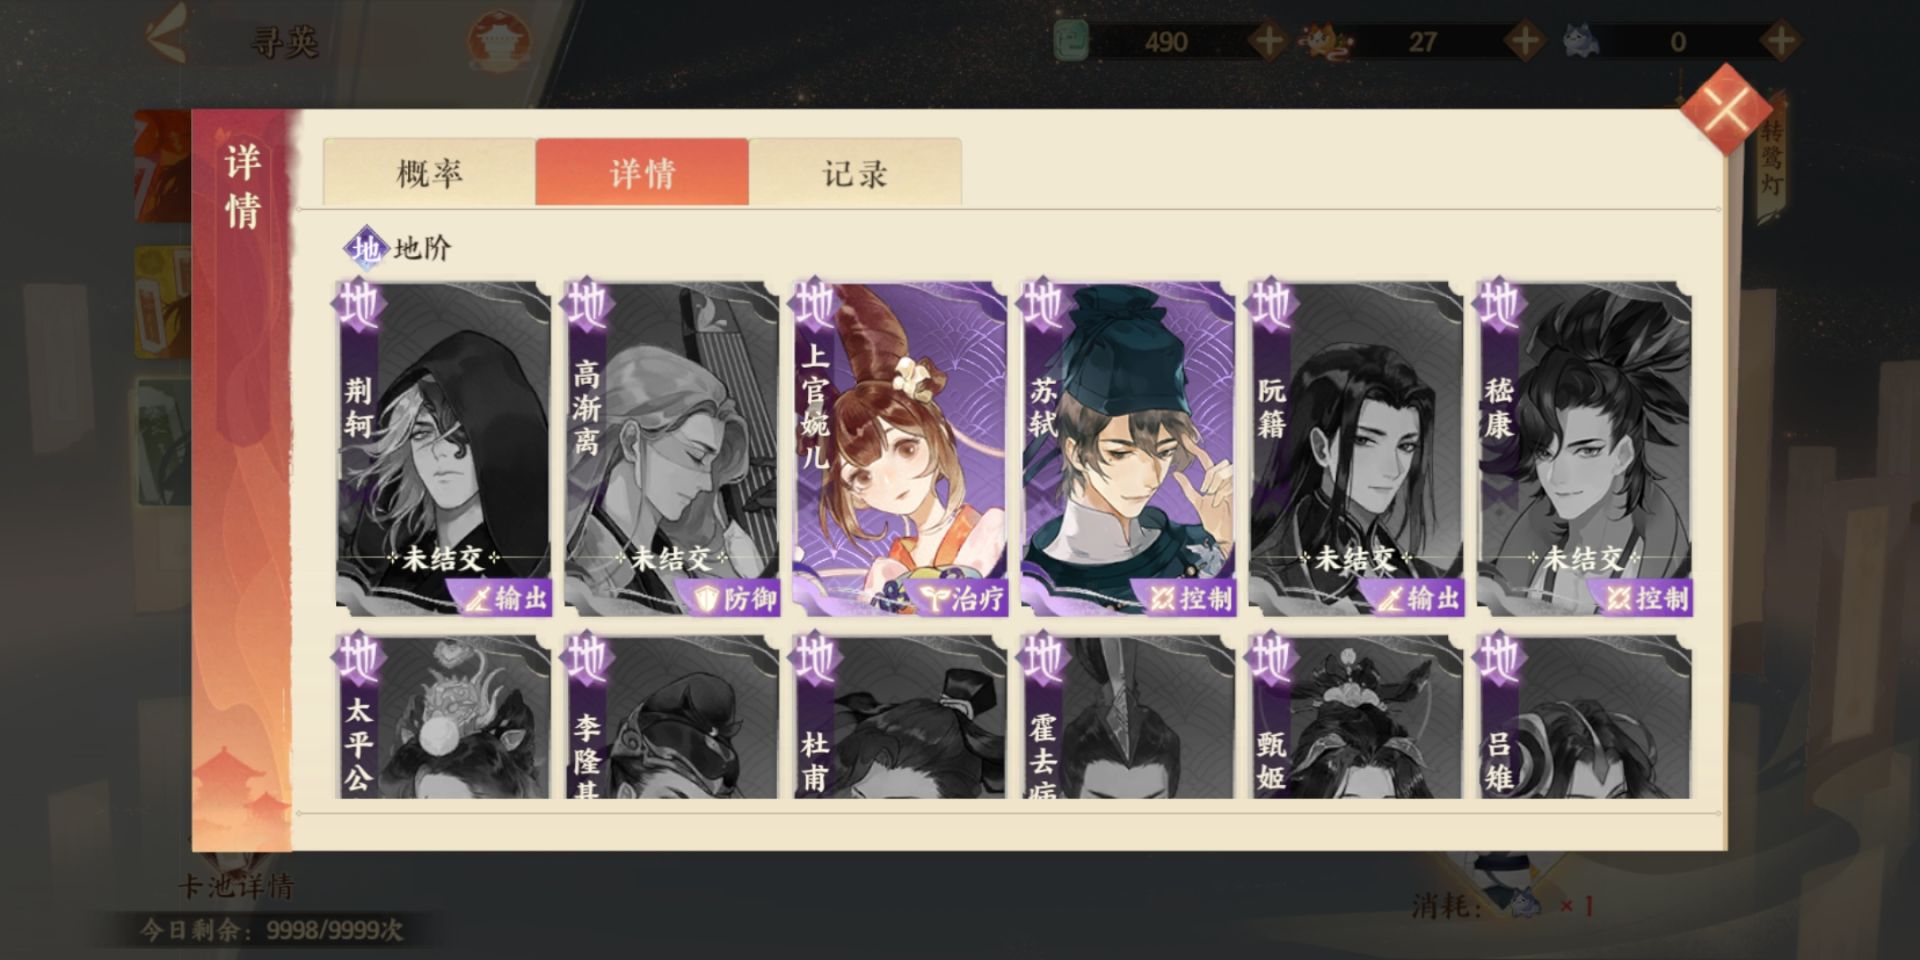 寻英
490
27
0
转鹭灯
详情
概率
详情
记录
地 地阶
地
荆轲
未结交
输出
地
高渐离
未结交
防御
地
上官婉儿
治疗
地
苏轼
控制
地
阮籍
未结交
输出
地
嵇康
未结交
控制
地
太平公
地
李隆基
地
杜甫
地
霍去病
地
甄姬
地
吕雉
卡池详情
今日剩余：9998/9999次
消耗：
×1